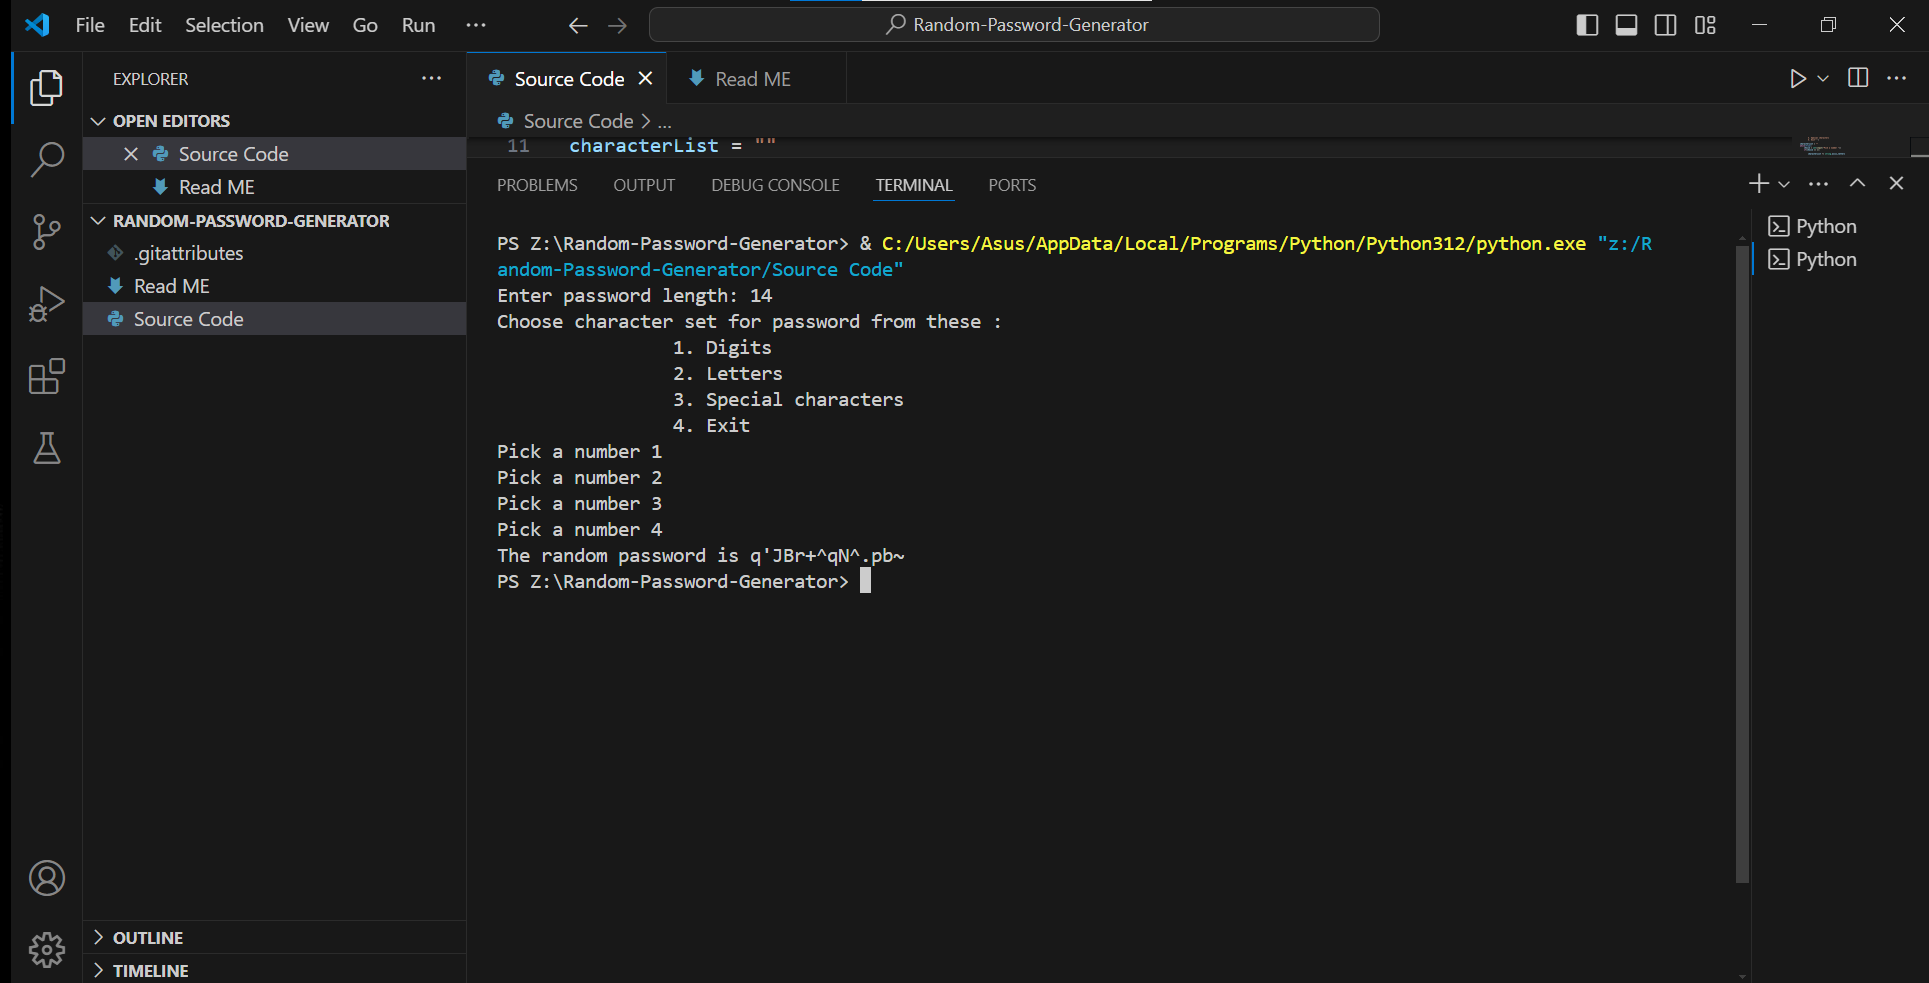 File Edit Selection View Go Run ···
Random-Password-Generator
EXPLORER
OPEN EDITORS
Source Code
Read ME
RANDOM-PASSWORD-GENERATOR
.gitattributes
Read ME
Source Code
OUTLINE
TIMELINE
Source Code
Read ME
Source Code > ...
11 characterList = ""
PROBLEMS OUTPUT DEBUG CONSOLE TERMINAL PORTS
PS Z:\Random-Password-Generator> & C:/Users/Asus/AppData/Local/Programs/Python/Python312/python.exe "z:/R
andom-Password-Generator/Source Code"
Enter password length: 14
Choose character set for password from these :
1. Digits
2. Letters
3. Special characters
4. Exit
Pick a number 1
Pick a number 2
Pick a number 3
Pick a number 4
The random password is q'JBr+^qN^.pb~
PS Z:\Random-Password-Generator>
Python
Python